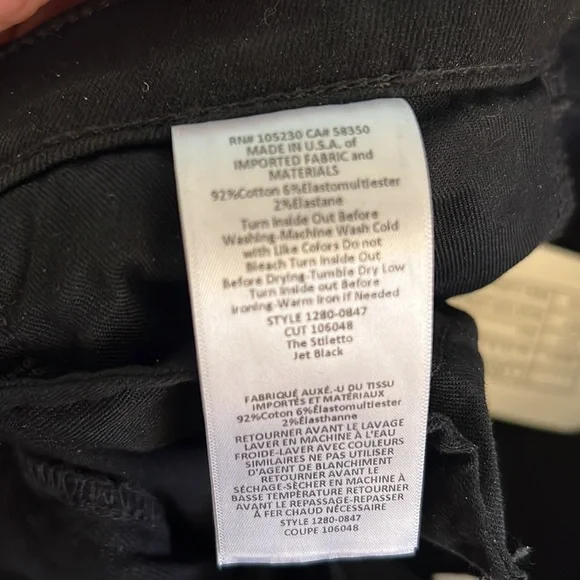 RN# 105230 CA# 58350
MADE IN U.S.A. of
IMPORTED FABRIC and
MATERIALS
92%Cotton 6%Elastomultiester
2%Elastane
Turn Inside Out Before
Washing-Machine Wash Cold
with Like Colors Do not
Bleach Turn Inside Out
Before Drying-Tumble Dry Low
Turn Inside out Before
Ironing-Warm Iron if Needed
STYLE 1280-0847
CUT 106048
The Stiletto
Jet Black
FABRIQUÉ AUXÉ.-U DU TISSU
IMPORTÉS ET MATÉRIAUX
92%Coton 6%Élastomultiester
2%Élasthanne
RETOURNER AVANT LE LAVAGE
LAVER EN MACHINE À L'EAU
FROIDE-LAVER AVEC COULEURS
SIMILAIRES NE PAS UTILISER
D'AGENT DE BLANCHIMENT
RETOURNER AVANT LE
SÉCHAGE-SÉCHER EN MACHINE À
BASSE TEMPÉRATURE RETOURNER
AVANT LE REPASSAGE-REPASSER
À FER CHAUD NÉCESSAIRE
STYLE 1280-0847
COUPE 106048